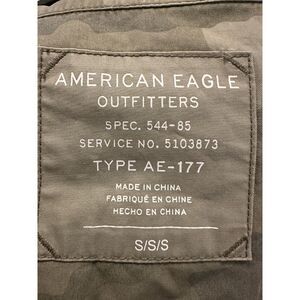 AMERICAN EAGLE
OUTFITTERS
SPEC. 544-85
SERVICE NO. 5103873
TYPE AE-177
MADE IN CHINA
FABRIQUÉ EN CHINE
HECHO EN CHINA
S/S/S